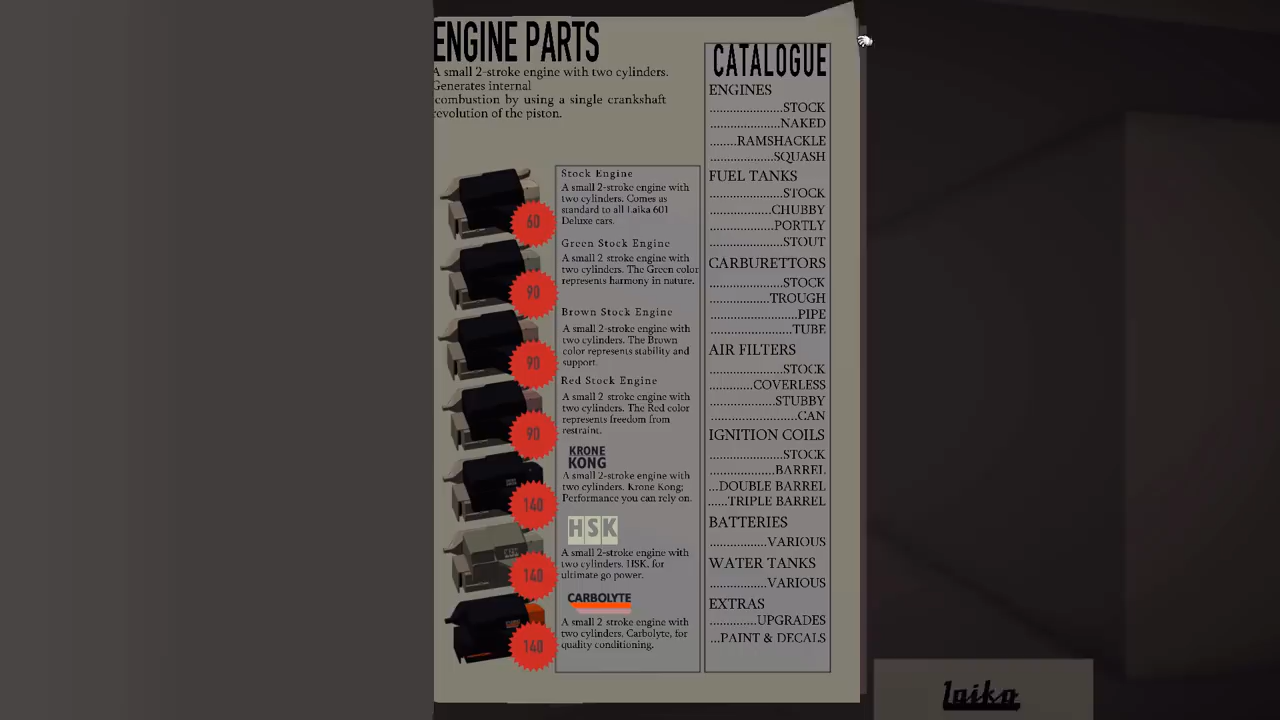 ENGINE PARTS
A small 2-stroke engine with two cylinders.
Generates internal
combustion by using a single crankshaft
revolution of the piston.
60
90
90
90
140
140
140
Stock Engine
A small 2-stroke engine with
two cylinders. Comes as
standard to all Laika 601
Deluxe cars.
Green Stock Engine
A small 2-stroke engine with
two cylinders. The Green color
represents harmony in nature.
Brown Stock Engine
A small 2-stroke engine with
two cylinders. The Brown
color represents stability and
support.
Red Stock Engine
A small 2-stroke engine with
two cylinders. The Red color
represents freedom from
restraint.
KRONE
KONG
A small 2-stroke engine with
two cylinders. Krone Kong;
Performance you can rely on.
HSK
A small 2-stroke engine with
two cylinders. HSK, for
ultimate go power.
CARBOLYTE
A small 2 stroke engine with
two cylinders. Carbolyte, for
quality conditioning.
CATALOGUE
ENGINES
......................STOCK
.....................NAKED
........RAMSHACKLE
...................SQUASH
FUEL TANKS
......................STOCK
..................CHUBBY
...................PORTLY
......................STOUT
CARBURETTORS
......................STOCK
..................TROUGH
..........................PIPE
.........................TUBE
AIR FILTERS
......................STOCK
.............COVERLESS
...................STUBBY
..........................CAN
IGNITION COILS
......................STOCK
...................BARREL
...DOUBLE BARREL
......TRIPLE BARREL
BATTERIES
.................VARIOUS
WATER TANKS
.................VARIOUS
EXTRAS
..............UPGRADES
...PAINT & DECALS
laika